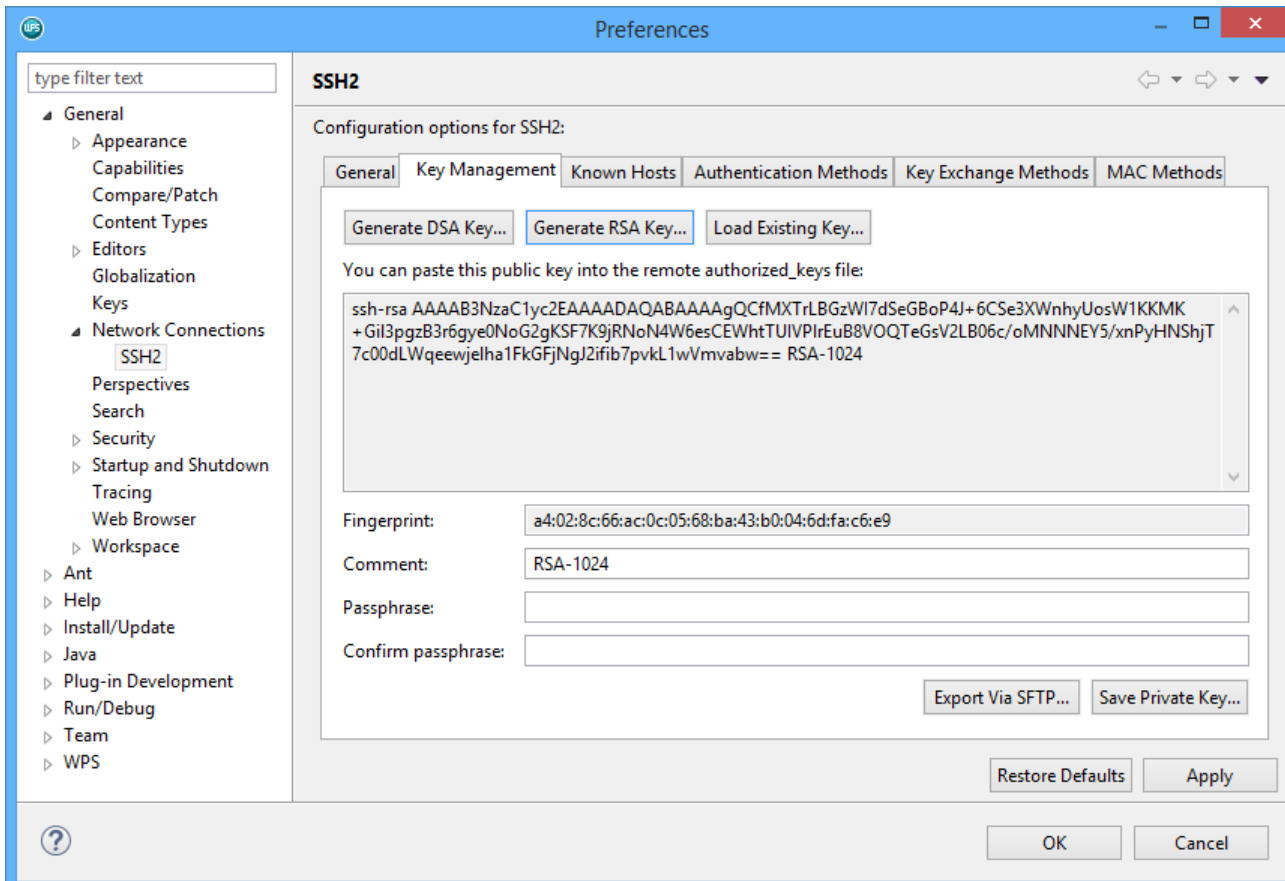 WPS
Preferences
type filter text
General
Appearance
Capabilities
Compare/Patch
Content Types
Editors
Globalization
Keys
Network Connections
SSH2
Perspectives
Search
Security
Startup and Shutdown
Tracing
Web Browser
Workspace
Ant
Help
Install/Update
Java
Plug-in Development
Run/Debug
Team
WPS
SSH2
Configuration options for SSH2:
General Key Management Known Hosts Authentication Methods Key Exchange Methods MAC Methods
Generate DSA Key... Generate RSA Key... Load Existing Key...
You can paste this public key into the remote authorized_keys file:
ssh-rsa AAAAB3NzaC1yc2EAAAADAQABAAAAgQCfMXTrLBGzWl7dSeGBoP4J+6CSe3XWnhyUosW1KKMK
+Gil3pgzB3r6gye0NoG2gKSF7K9jRNoN4W6esCEWhtTUlVPIrEuB8VOQTeGsV2LB06c/oMNNNEY5/xnPyHNShjT
7c00dLWqeewjelha1FkGFjNgJ2ifib7pvkL1wVmvabw== RSA-1024
Fingerprint: a4:02:8c:66:ac:0c:05:68:ba:43:b0:04:6d:fa:c6:e9
Comment: RSA-1024
Passphrase:
Confirm passphrase:
Export Via SFTP... Save Private Key...
Restore Defaults Apply
? OK Cancel